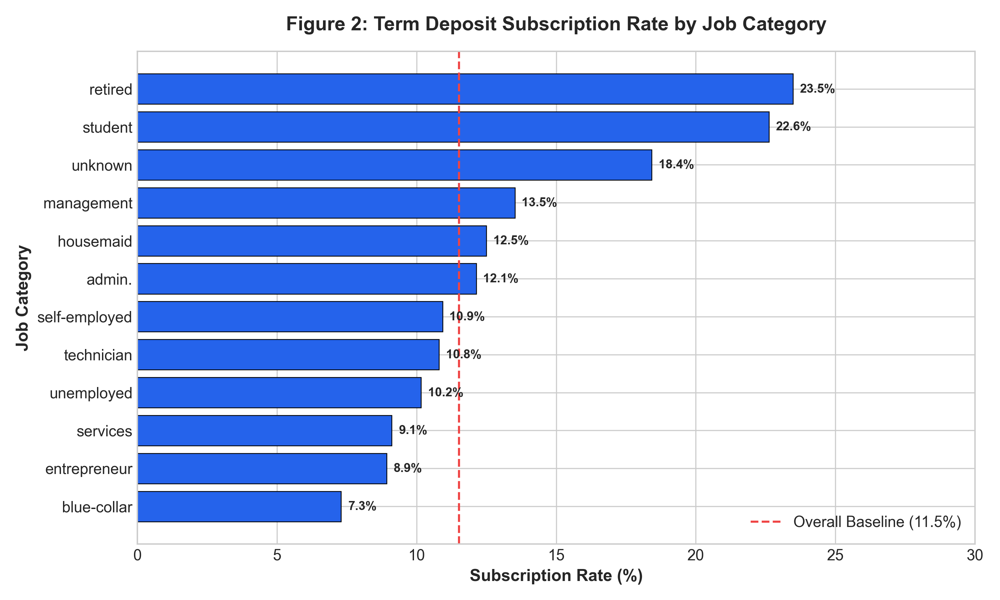 Figure 2: Term Deposit Subscription Rate by Job Category
Job Category
retired 23.5%
student 22.6%
unknown 18.4%
management 13.5%
housemaid 12.5%
admin. 12.1%
self-employed 10.9%
technician 10.8%
unemployed 10.2%
services 9.1%
entrepreneur 8.9%
blue-collar 7.3%
Overall Baseline (11.5%)
0 5 10 15 20 25 30
Subscription Rate (%)